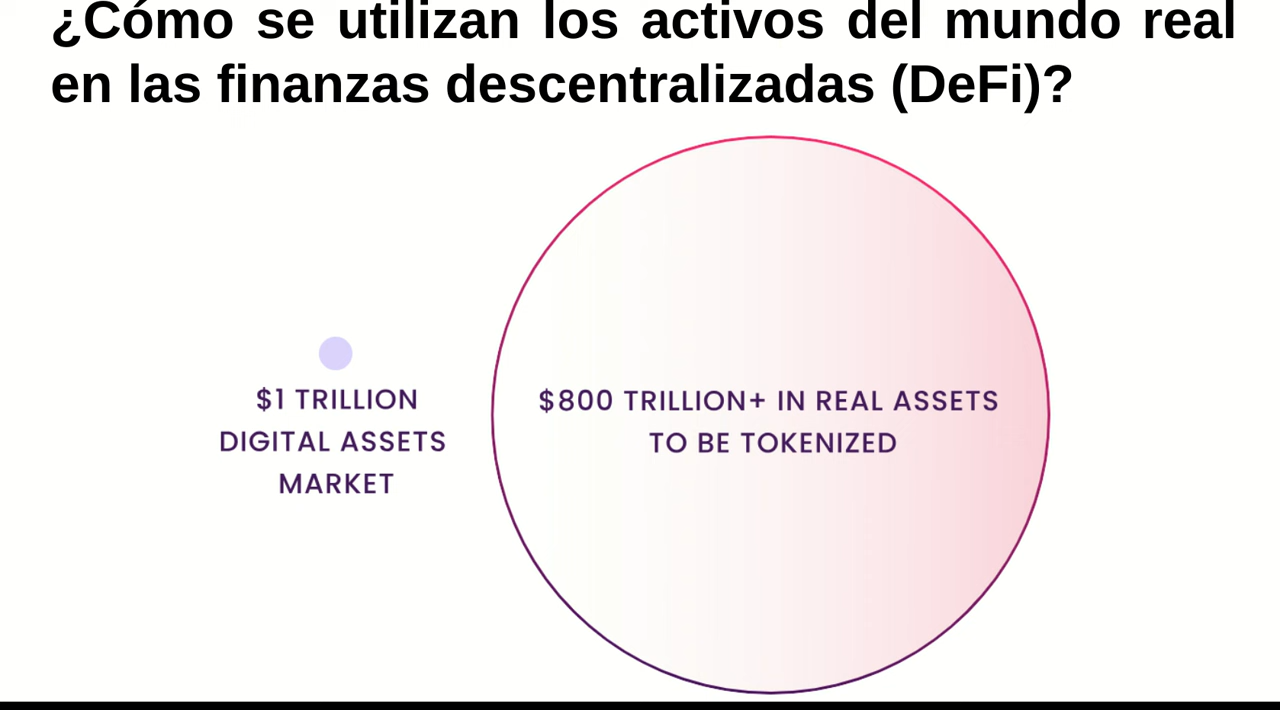 ¿Cómo se utilizan los activos del mundo real
en las finanzas descentralizadas (DeFi)?
$1 TRILLION
DIGITAL ASSETS
MARKET
$800 TRILLION+ IN REAL ASSETS
TO BE TOKENIZED